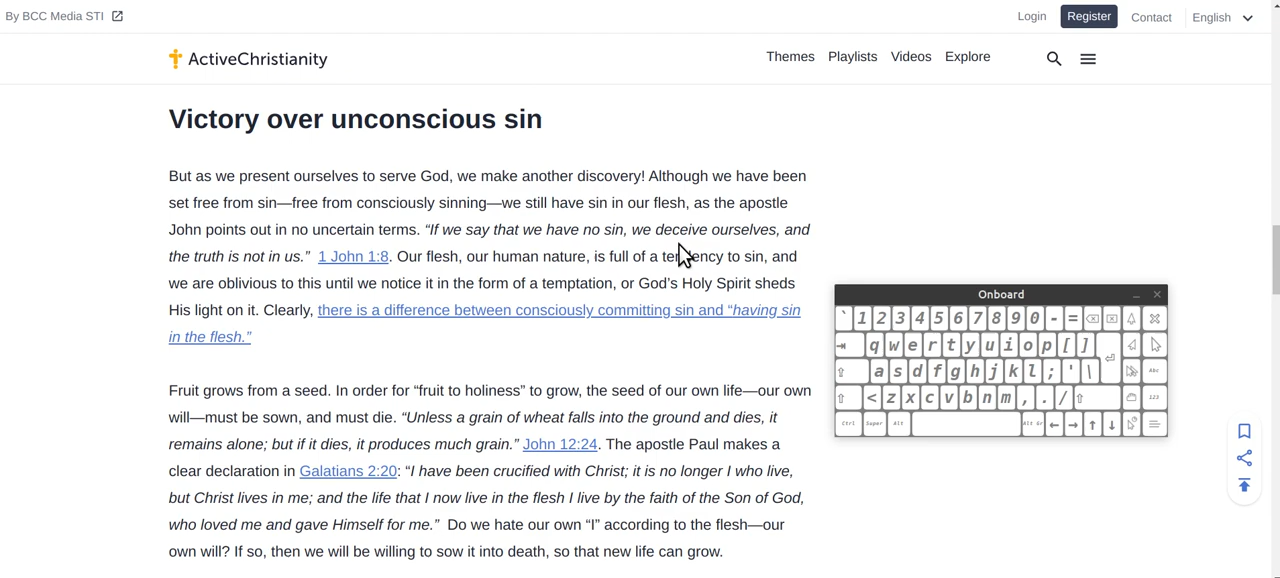 By BCC Media STI
Login Register Contact English
ActiveChristianity
Themes Playlists Videos Explore
Victory over unconscious sin
But as we present ourselves to serve God, we make another discovery! Although we have been
set free from sin—free from consciously sinning—we still have sin in our flesh, as the apostle
John points out in no uncertain terms. “If we say that we have no sin, we deceive ourselves, and
the truth is not in us.” 1 John 1:8. Our flesh, our human nature, is full of a tendency to sin, and
we are oblivious to this until we notice it in the form of a temptation, or God’s Holy Spirit sheds
His light on it. Clearly, there is a difference between consciously committing sin and “having sin
in the flesh.”
Fruit grows from a seed. In order for “fruit to holiness” to grow, the seed of our own life—our own
will—must be sown, and must die. “Unless a grain of wheat falls into the ground and dies, it
remains alone; but if it dies, it produces much grain.” John 12:24. The apostle Paul makes a
clear declaration in Galatians 2:20: “I have been crucified with Christ; it is no longer I who live,
but Christ lives in me; and the life that I now live in the flesh I live by the faith of the Son of God,
who loved me and gave Himself for me.” Do we hate our own “I” according to the flesh—our
own will? If so, then we will be willing to sow it into death, so that new life can grow.
Onboard
` 1 2 3 4 5 6 7 8 9 0 - =
q w e r t y u i o p [ ]
a s d f g h j k l ; ' \ Abc
< z x c v b n m , . / 123
Ctrl Super Alt Alt Gr